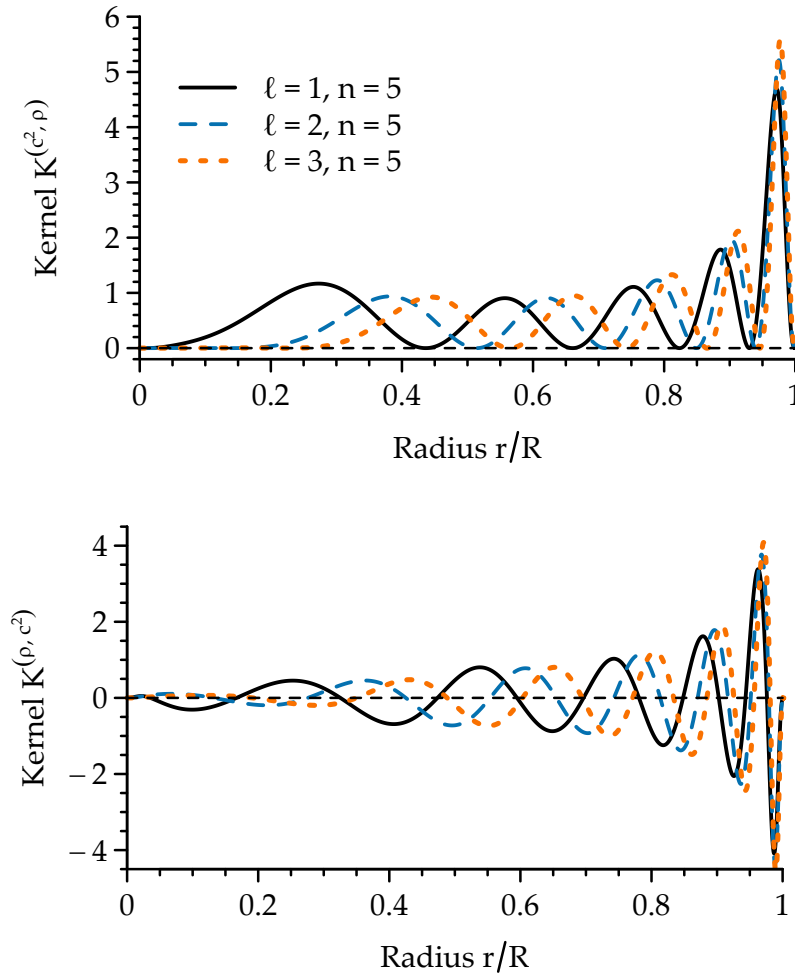 6
5
4
3
2
1
0
Kernel K^(c², ρ)
ℓ = 1, n = 5
ℓ = 2, n = 5
ℓ = 3, n = 5
0 0.2 0.4 0.6 0.8 1
Radius r/R
4
2
0
−2
−4
Kernel K^(ρ, c²)
0 0.2 0.4 0.6 0.8 1
Radius r/R